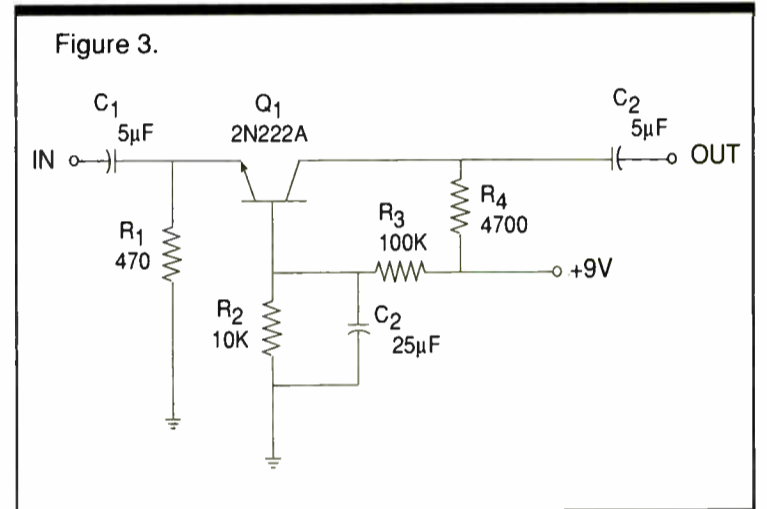 Figure 3.
C1
5µF
Q1
2N222A
C2
5µF
IN
OUT
R1
470
R3
100K
R4
4700
+9V
R2
10K
C2
25µF